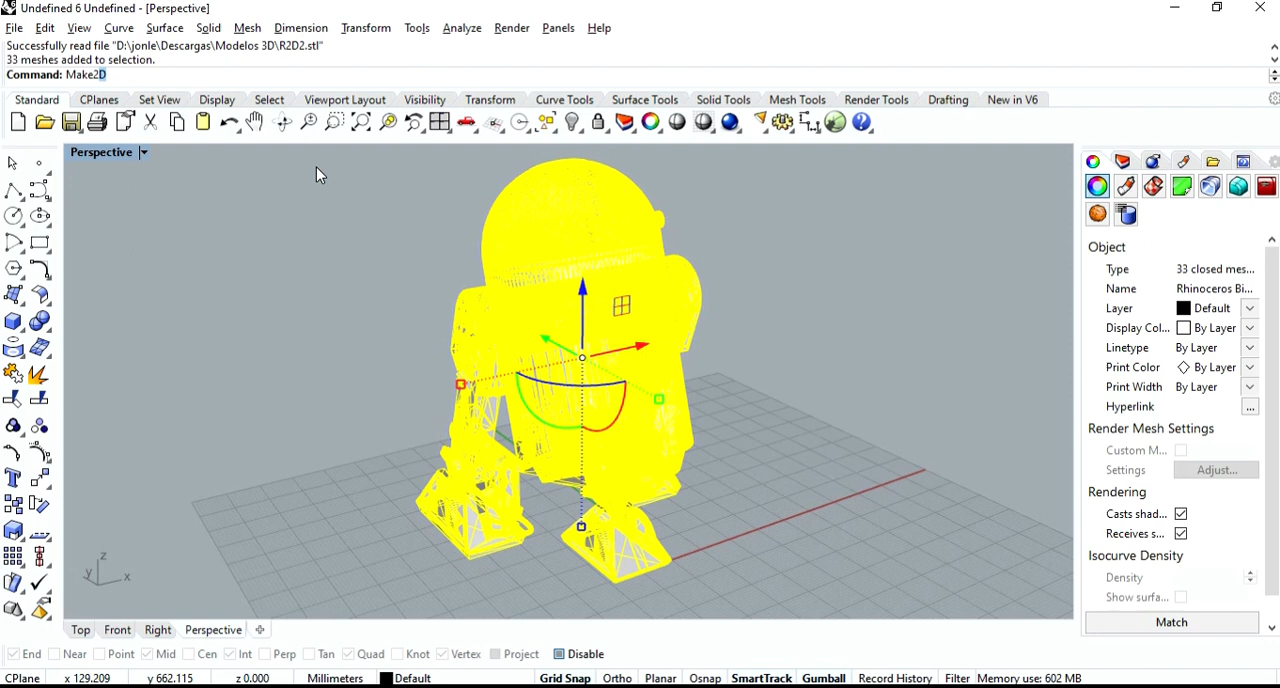 Undefined 6 Undefined - [Perspective]
File Edit View Curve Surface Solid Mesh Dimension Transform Tools Analyze Render Panels Help
Successfully read file "D:\jonle\Descargas\Modelos 3D\R2D2.stl"
33 meshes added to selection.
Command: Make2D
Standard CPlanes Set View Display Select Viewport Layout Visibility Transform Curve Tools Surface Tools Solid Tools Mesh Tools Render Tools Drafting New in V6
Perspective
Object
Type 33 closed mes...
Name Rhinoceros Bi...
Layer Default
Display Col... By Layer
Linetype By Layer
Print Color By Layer
Print Width By Layer
Hyperlink ...
Render Mesh Settings
Custom M...
Settings Adjust...
Rendering
Casts shad...
Receives s...
Isocurve Density
Density
Show surfa...
Match
z
y x
Top Front Right Perspective
End Near Point Mid Cen Int Perp Tan Quad Knot Vertex Project Disable
CPlane x 129.209 y 662.115 z 0.000 Millimeters Default Grid Snap Ortho Planar Osnap SmartTrack Gumball Record History Filter Memory use: 602 MB